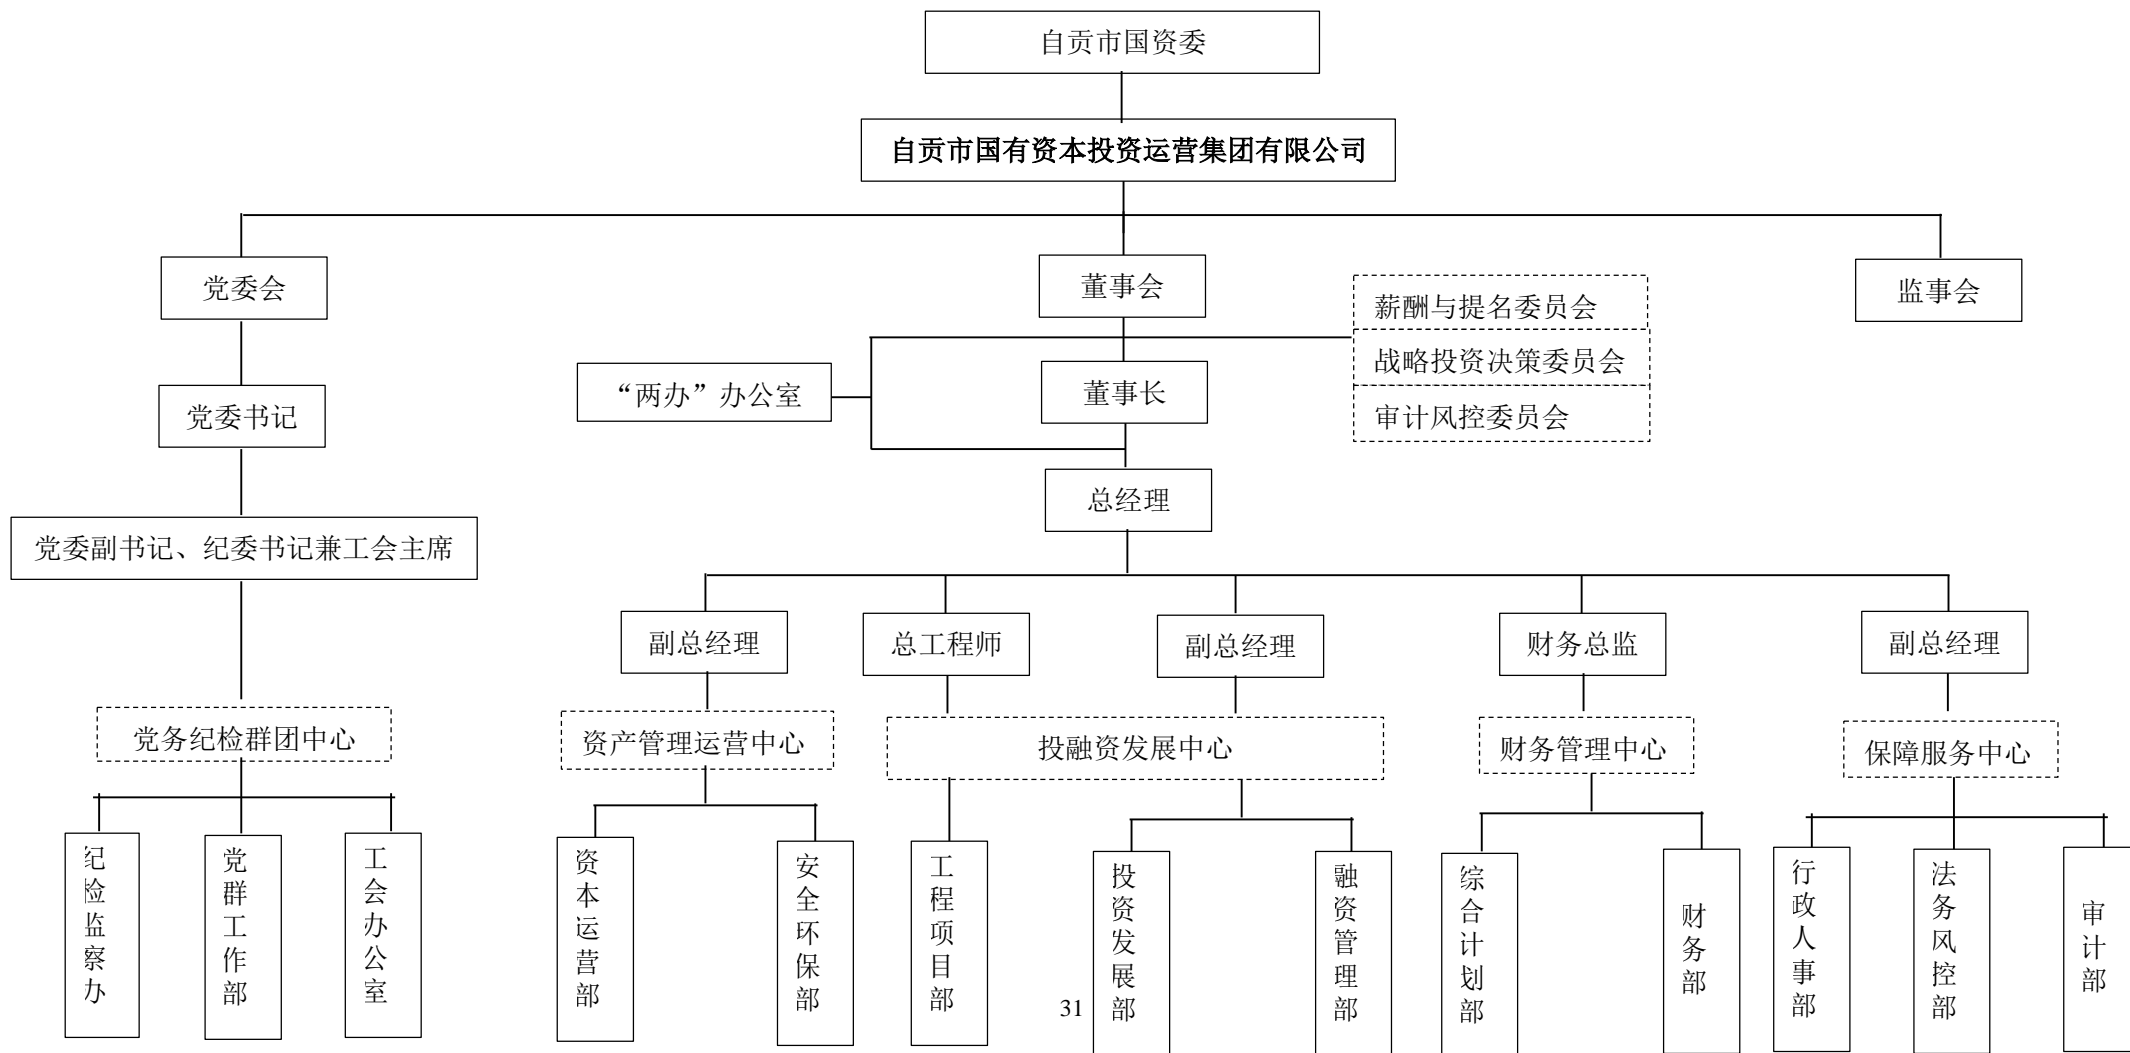 自贡市国资委
自贡市国有资本投资运营集团有限公司
党委会
董事会
监事会
薪酬与提名委员会
战略投资决策委员会
审计风控委员会
“两办”办公室
董事长
党委书记
总经理
党委副书记、纪委书记兼工会主席
副总经理
总工程师
副总经理
财务总监
副总经理
党务纪检群团中心
资产管理运营中心
投融资发展中心
财务管理中心
保障服务中心
纪检监察办
党群工作部
工会办公室
资本运营部
安全环保部
工程项目部
投资发展部
融资管理部
综合计划部
财务部
行政人事部
法务风控部
审计部
31